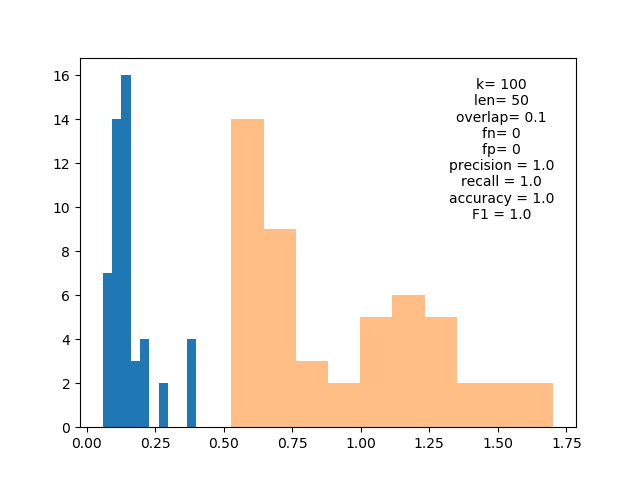 16
14
12
10
8
6
4
2
0
k= 100
len= 50
overlap= 0.1
fn= 0
fp= 0
precision = 1.0
recall = 1.0
accuracy = 1.0
F1 = 1.0
0.00 0.25 0.50 0.75 1.00 1.25 1.50 1.75